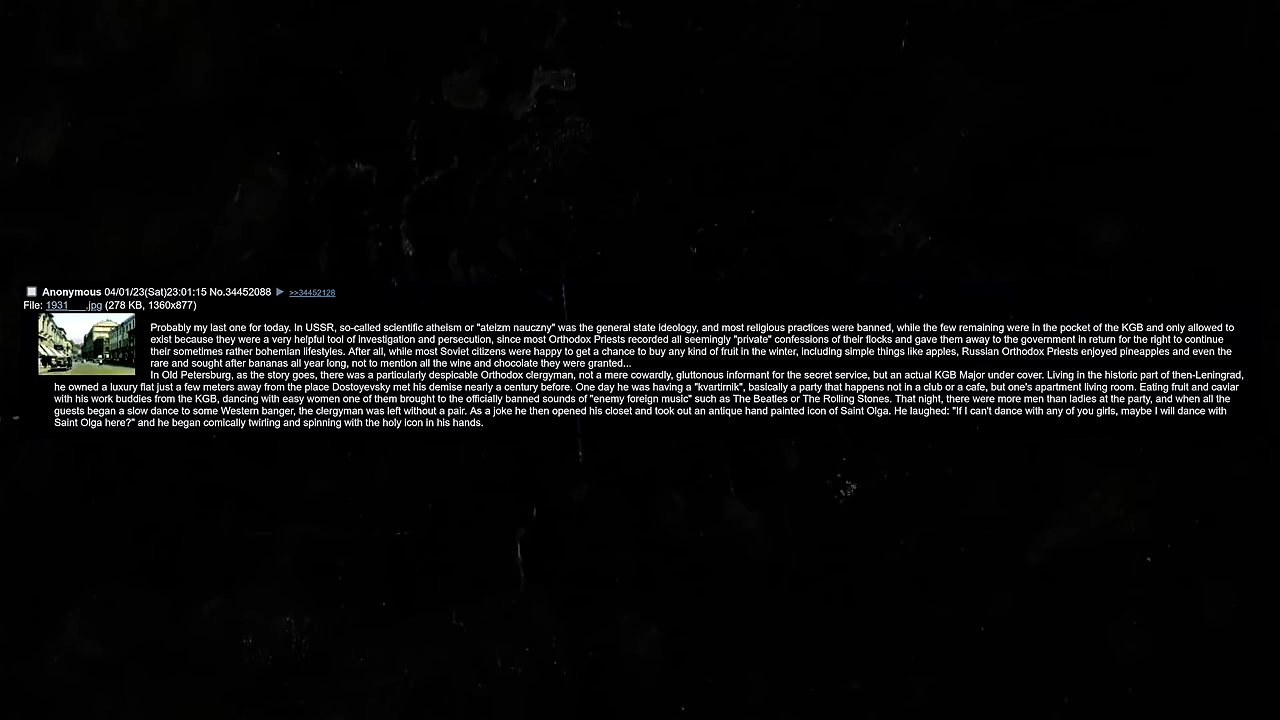 Anonymous 04/01/23(Sat)23:01:15 No.34452088 ▶ >>34452128
File: 1931___.jpg (278 KB, 1360x877)
Probably my last one for today. In USSR, so-called scientific atheism or "ateizm nauczny" was the general state ideology, and most religious practices were banned, while the few remaining were in the pocket of the KGB and only allowed to
exist because they were a very helpful tool of investigation and persecution, since most Orthodox Priests recorded all seemingly "private" confessions of their flocks and gave them away to the government in return for the right to continue
their sometimes rather bohemian lifestyles. After all, while most Soviet citizens were happy to get a chance to buy any kind of fruit in the winter, including simple things like apples, Russian Orthodox Priests enjoyed pineapples and even the
rare and sought after bananas all year long, not to mention all the wine and chocolate they were granted...
In Old Petersburg, as the story goes, there was a particularly despicable Orthodox clergyman, not a mere cowardly, gluttonous informant for the secret service, but an actual KGB Major under cover. Living in the historic part of then-Leningrad,
he owned a luxury flat just a few meters away from the place Dostoyevsky met his demise nearly a century before. One day he was having a "kvartirnik", basically a party that happens not in a club or a cafe, but one's apartment living room. Eating fruit and caviar
with his work buddies from the KGB, dancing with easy women one of them brought to the officially banned sounds of "enemy foreign music" such as The Beatles or The Rolling Stones. That night, there were more men than ladies at the party, and when all the
guests began a slow dance to some Western banger, the clergyman was left without a pair. As a joke he then opened his closet and took out an antique hand painted icon of Saint Olga. He laughed: "If I can't dance with any of you girls, maybe I will dance with
Saint Olga here?" and he began comically twirling and spinning with the holy icon in his hands.